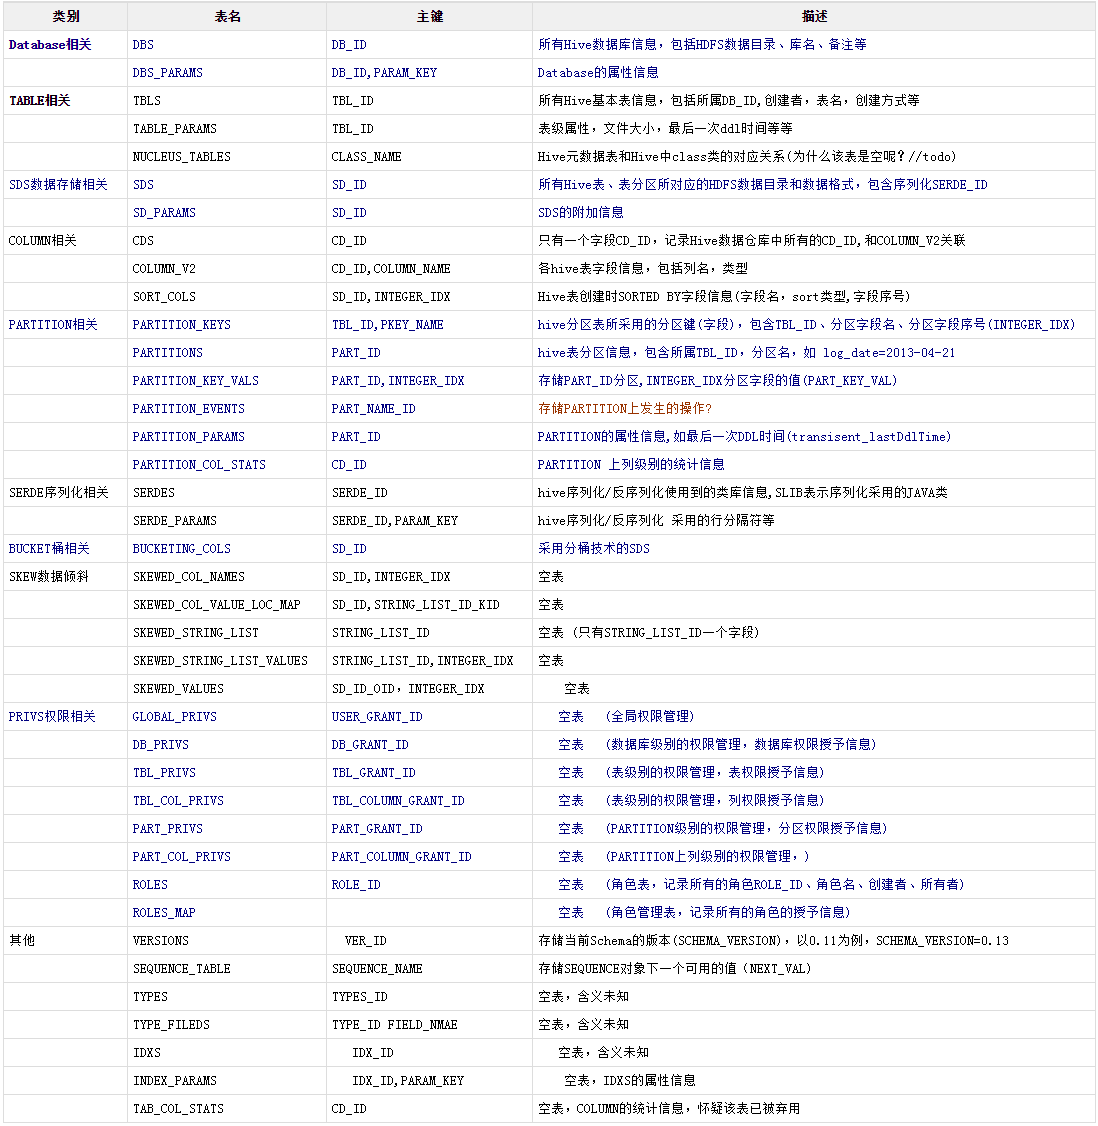 类别 表名 主键 描述
Database相关 DBS DB_ID 所有Hive数据库信息，包括HDFS数据目录、库名、备注等
DBS_PARAMS DB_ID,PARAM_KEY Database的属性信息
TABLE相关 TBLS TBL_ID 所有Hive基本表信息，包括所属DB_ID,创建者，表名，创建方式等
TABLE_PARAMS TBL_ID 表级属性，文件大小，最后一次ddl时间等等
NUCLEUS_TABLES CLASS_NAME Hive元数据表和Hive中class类的对应关系(为什么该表是空呢？//todo)
SDS数据存储相关 SDS SD_ID 所有Hive表、表分区所对应的HDFS数据目录和数据格式，包含序列化SERDE_ID
SD_PARAMS SD_ID SDS的附加信息
COLUMN相关 CDS CD_ID 只有一个字段CD_ID，记录Hive数据仓库中所有的CD_ID,和COLUMN_V2关联
COLUMN_V2 CD_ID,COLUMN_NAME 各hive表字段信息，包括列名，类型
SORT_COLS SD_ID,INTEGER_IDX Hive表创建时SORTED BY字段信息(字段名，sort类型,字段序号)
PARTITION相关 PARTITION_KEYS TBL_ID,PKEY_NAME hive分区表所采用的分区键(字段)，包含TBL_ID、分区字段名、分区字段序号(INTEGER_IDX)
PARTITIONS PART_ID hive表分区信息，包含所属TBL_ID，分区名，如 log_date=2013-04-21
PARTITION_KEY_VALS PART_ID,INTEGER_IDX 存储PART_ID分区,INTEGER_IDX分区字段的值(PART_KEY_VAL)
PARTITION_EVENTS PART_NAME_ID 存储PARTITION上发生的操作?
PARTITION_PARAMS PART_ID PARTITION的属性信息,如最后一次DDL时间(transisent_lastDdlTime)
PARTITION_COL_STATS CD_ID PARTITION 上列级别的统计信息
SERDE序列化相关 SERDES SERDE_ID hive序列化/反序列化使用到的类库信息,SLIB表示序列化采用的JAVA类
SERDE_PARAMS SERDE_ID,PARAM_KEY hive序列化/反序列化 采用的行分隔符等
BUCKET桶相关 BUCKETING_COLS SD_ID 采用分桶技术的SDS
SKEW数据倾斜 SKEWED_COL_NAMES SD_ID,INTEGER_IDX 空表
SKEWED_COL_VALUE_LOC_MAP SD_ID,STRING_LIST_ID_KID 空表
SKEWED_STRING_LIST STRING_LIST_ID 空表 (只有STRING_LIST_ID一个字段)
SKEWED_STRING_LIST_VALUES STRING_LIST_ID,INTEGER_IDX 空表
SKEWED_VALUES SD_ID_OID，INTEGER_IDX 空表
PRIVS权限相关 GLOBAL_PRIVS USER_GRANT_ID 空表 (全局权限管理)
DB_PRIVS DB_GRANT_ID 空表 (数据库级别的权限管理，数据库权限授予信息)
TBL_PRIVS TBL_GRANT_ID 空表 (表级别的权限管理，表权限授予信息)
TBL_COL_PRIVS TBL_COLUMN_GRANT_ID 空表 (表级别的权限管理，列权限授予信息)
PART_PRIVS PART_GRANT_ID 空表 (PARTITION级别的权限管理，分区权限授予信息)
PART_COL_PRIVS PART_COLUMN_GRANT_ID 空表 (PARTITION上列级别的权限管理，)
ROLES ROLE_ID 空表 (角色表，记录所有的角色ROLE_ID、角色名、创建者、所有者)
ROLES_MAP 空表 (角色管理表，记录所有的角色的授予信息)
其他 VERSIONS VER_ID 存储当前Schema的版本(SCHEMA_VERSION)，以0.11为例，SCHEMA_VERSION=0.13
SEQUENCE_TABLE SEQUENCE_NAME 存储SEQUENCE对象下一个可用的值（NEXT_VAL)
TYPES TYPES_ID 空表，含义未知
TYPE_FILEDS TYPE_ID FIELD_NMAE 空表，含义未知
IDXS IDX_ID 空表，含义未知
INDEX_PARAMS IDX_ID,PARAM_KEY 空表，IDXS的属性信息
TAB_COL_STATS CD_ID 空表，COLUMN的统计信息，怀疑该表已被弃用